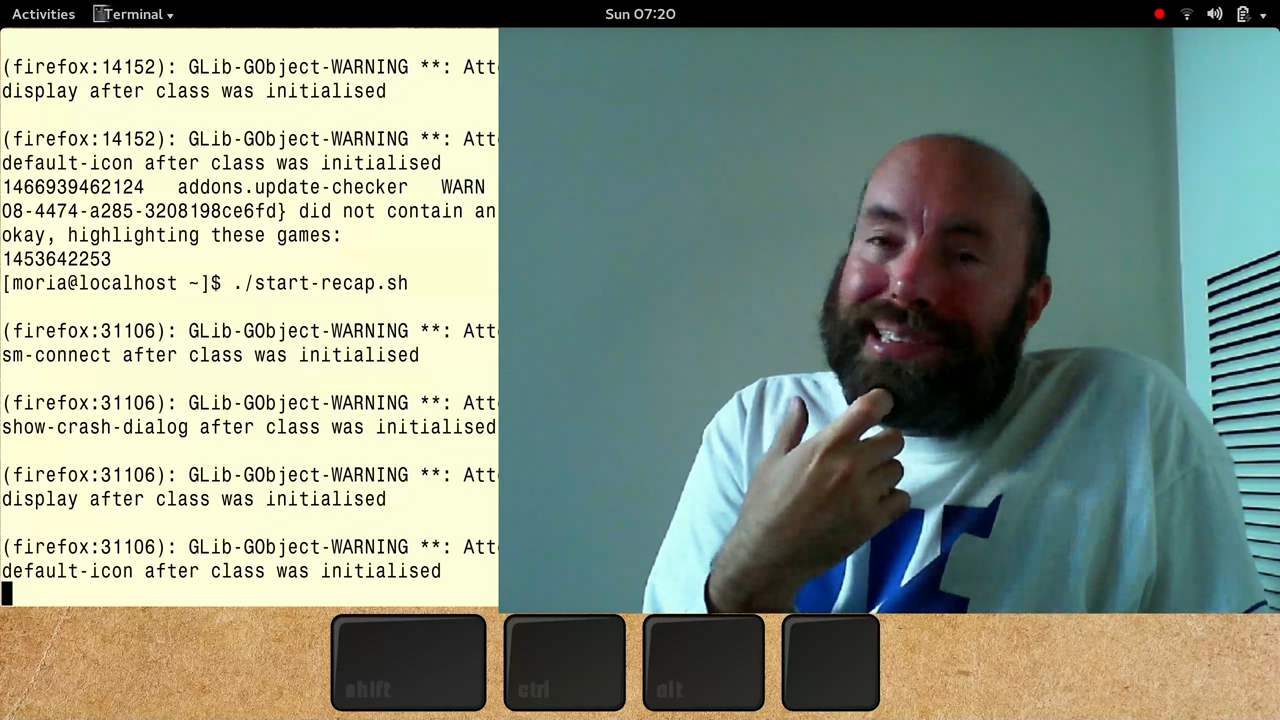 Activities
Terminal
Sun 07:20
(firefox:14152): GLib-GObject-WARNING **: Att
display after class was initialised
(firefox:14152): GLib-GObject-WARNING **: Att
default-icon after class was initialised
1466939462124 addons.update-checker WARN
08-4474-a285-3208198ce6fd} did not contain an
okay, highlighting these games:
1453642253
[moria@localhost ~]$ ./start-recap.sh
(firefox:31106): GLib-GObject-WARNING **: Att
sm-connect after class was initialised
(firefox:31106): GLib-GObject-WARNING **: Att
show-crash-dialog after class was initialised
(firefox:31106): GLib-GObject-WARNING **: Att
display after class was initialised
(firefox:31106): GLib-GObject-WARNING **: Att
default-icon after class was initialised
shift
ctrl
alt